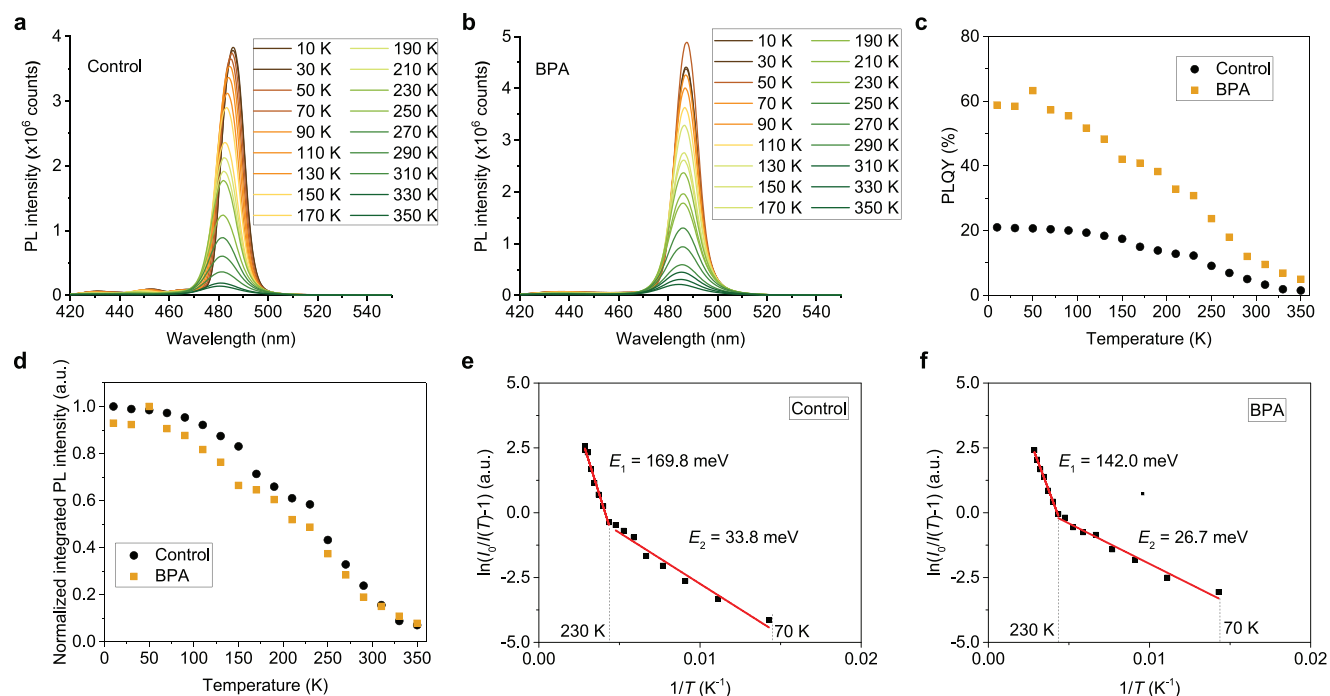 a
PL intensity (x10⁶ counts)
4
3
2
1
0
Control
10 K 190 K
30 K 210 K
50 K 230 K
70 K 250 K
90 K 270 K
110 K 290 K
130 K 310 K
150 K 330 K
170 K 350 K
420 440 460 480 500 520 540
Wavelength (nm)
b
PL intensity (x10⁶ counts)
5
4
3
2
1
0
BPA
10 K 190 K
30 K 210 K
50 K 230 K
70 K 250 K
90 K 270 K
110 K 290 K
130 K 310 K
150 K 330 K
170 K 350 K
420 440 460 480 500 520 540
Wavelength (nm)
c
PLQY (%)
80
60
40
20
0
Control
BPA
0 50 100 150 200 250 300 350
Temperature (K)
d
Normalized integrated PL intensity (a.u.)
1.0
0.8
0.6
0.4
0.2
0.0
Control
BPA
0 50 100 150 200 250 300 350
Temperature (K)
e
ln(I₀/I(T)-1) (a.u.)
5.0
2.5
0.0
-2.5
-5.0
Control
E₁ = 169.8 meV
E₂ = 33.8 meV
230 K 70 K
0.00 0.01 0.02
1/T (K⁻¹)
f
ln(I₀/I(T)-1) (a.u.)
5.0
2.5
0.0
-2.5
-5.0
BPA
E₁ = 142.0 meV
E₂ = 26.7 meV
230 K 70 K
0.00 0.01 0.02
1/T (K⁻¹)